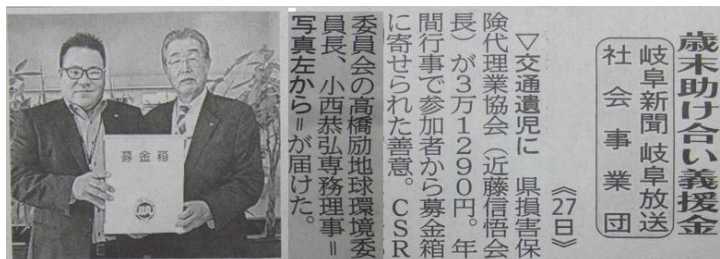 歳末助け合い義援金
岐阜新聞 岐阜放送
社会事業団
《27日》
▽交通遺児に 県損害保
険代理業協会（近藤信悟会
長）が3万1290円。年
間行事で参加者から募金箱
に寄せられた善意。CSR
委員会の高橋励地球環境委
員長、小西恭弘専務理事＝
写真左から＝が届けた。
募金箱